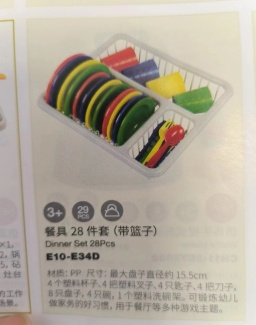 3+
29 PCS
餐具 28 件套 (带篮子)
Dinner Set 28Pcs
E10-E34D
材质: PP 尺寸: 最大盘子直径约 15.5cm
4个塑料杯子, 4 把塑料叉子, 4 只匙子, 4 把刀子,
8 只盘子, 4 只碗, 1 个塑料洗碗架。可锻炼幼儿
做家务的好习惯, 用于餐厅等多种游戏主题。